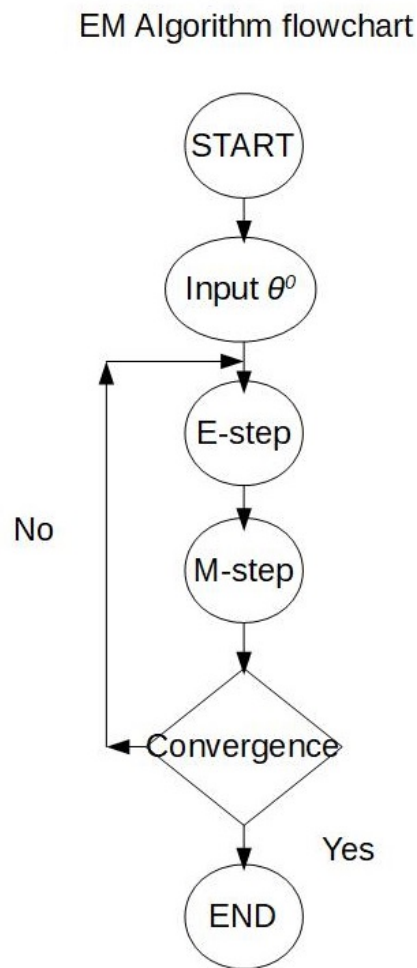 EM Algorithm flowchart
START
Input θ⁰
E-step
No
M-step
Convergence
Yes
END